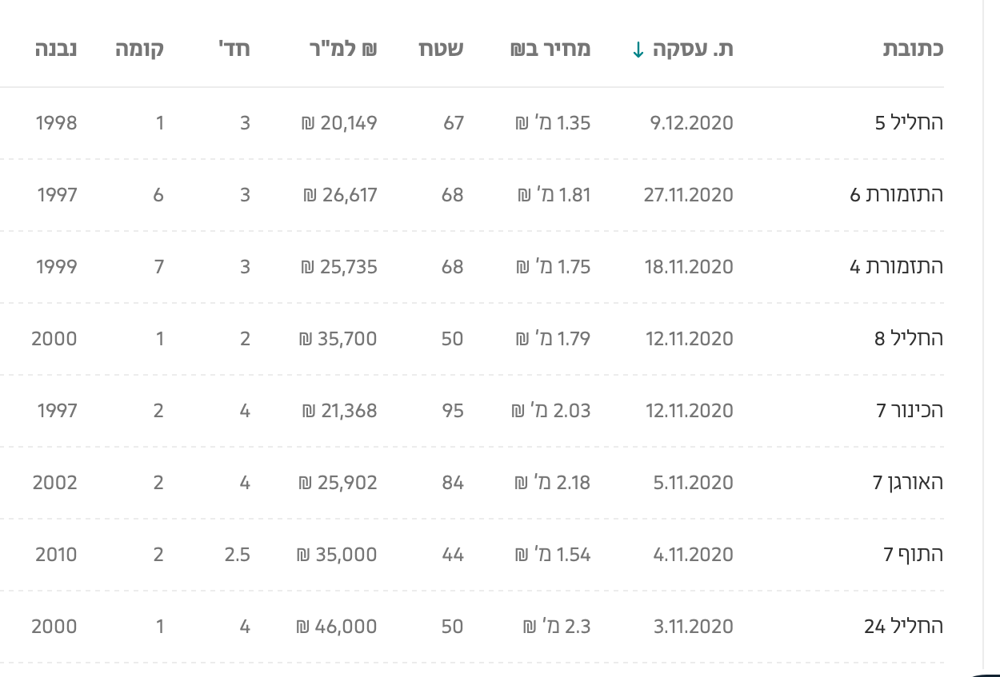 כתובת ת. עסקה ↓ מחיר ב₪ שטח ₪ למ"ר חד' קומה נבנה
החליל 5 9.12.2020 1.35 מ' ₪ 67 20,149 ₪ 3 1 1998
התזמורת 6 27.11.2020 1.81 מ' ₪ 68 26,617 ₪ 3 6 1997
התזמורת 4 18.11.2020 1.75 מ' ₪ 68 25,735 ₪ 3 7 1999
החליל 8 12.11.2020 1.79 מ' ₪ 50 35,700 ₪ 2 1 2000
הכינור 7 12.11.2020 2.03 מ' ₪ 95 21,368 ₪ 4 2 1997
האורגן 7 5.11.2020 2.18 מ' ₪ 84 25,902 ₪ 4 2 2002
התוף 7 4.11.2020 1.54 מ' ₪ 44 35,000 ₪ 2.5 2 2010
החליל 24 3.11.2020 2.3 מ' ₪ 50 46,000 ₪ 4 1 2000